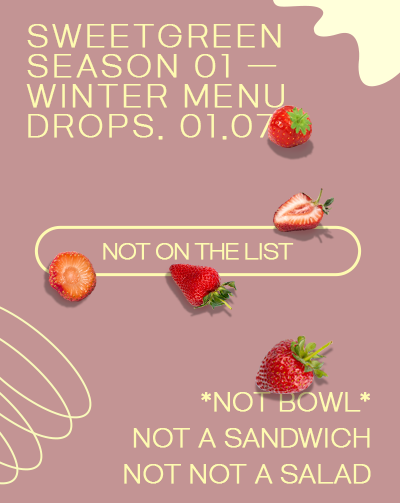 SWEETGREEN
SEASON 01 —
WINTER MENU
DROPS. 01.07
NOT ON THE LIST
*NOT BOWL*
NOT A SANDWICH
NOT NOT A SALAD